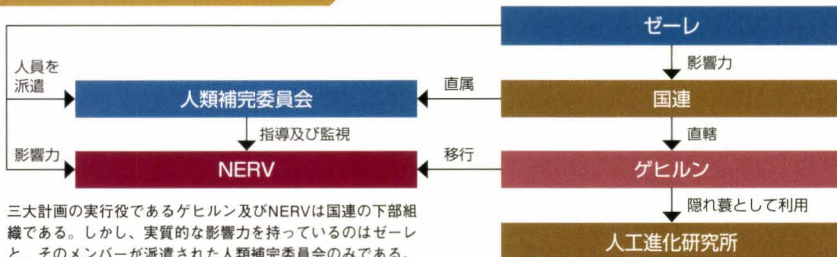 ゼーレ
影響力
人員を
派遣
人類補完委員会
直属
国連
指導及び監視
直轄
影響力
NERV
移行
ゲヒルン
隠れ蓑として利用
人工進化研究所
三大計画の実行役であるゲヒルン及びNERVは国連の下部組
織である。しかし、実質的な影響力を持っているのはゼーレ
と、そのメンバーが派遣された人類補完委員会のみである。